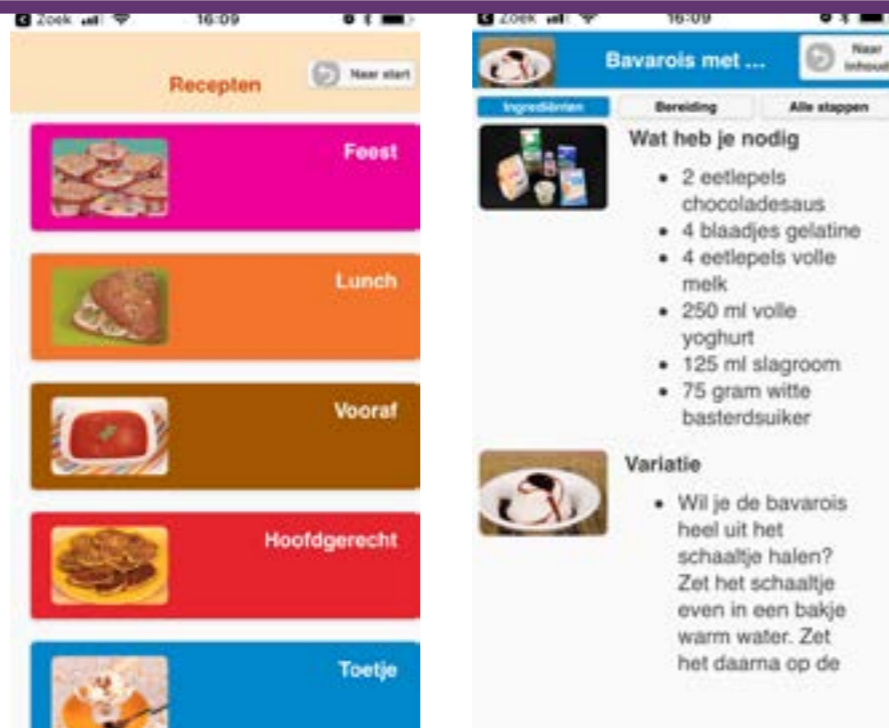 Zoek
16:09
Recepten
Naar start
Feest
Lunch
Vooraf
Hoofdgerecht
Toetje
Zoek
16:09
Bavarois met ...
Naar
inhoud
Ingrediënten
Bereiding
Alle stappen
Wat heb je nodig
• 2 eetlepels
chocoladesaus
• 4 blaadjes gelatine
• 4 eetlepels volle
melk
• 250 ml volle
yoghurt
• 125 ml slagroom
• 75 gram witte
basterdsuiker
Variatie
• Wil je de bavarois
heel uit het
schaaltje halen?
Zet het schaaltje
even in een bakje
warm water. Zet
het daarna op de